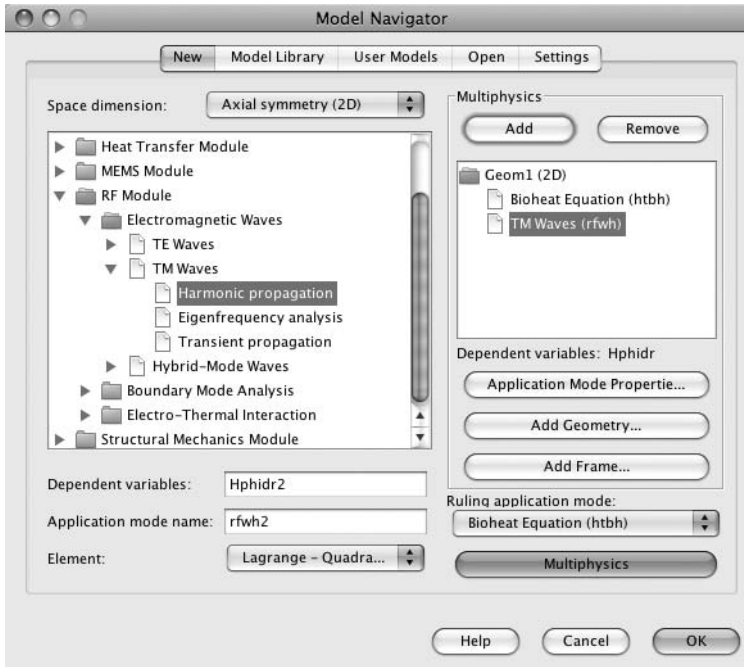 Model Navigator
New Model Library User Models Open Settings
Space dimension: Axial symmetry (2D)
Heat Transfer Module
MEMS Module
RF Module
Electromagnetic Waves
TE Waves
TM Waves
Harmonic propagation
Eigenfrequency analysis
Transient propagation
Hybrid-Mode Waves
Boundary Mode Analysis
Electro-Thermal Interaction
Structural Mechanics Module
Dependent variables: Hphidr2
Application mode name: rfwh2
Element: Lagrange - Quadra...
Multiphysics
Add Remove
Geom1 (2D)
Bioheat Equation (htbh)
TM Waves (rfwh)
Dependent variables: Hphidr
Application Mode Propertie...
Add Geometry...
Add Frame...
Ruling application mode:
Bioheat Equation (htbh)
Multiphysics
Help Cancel OK